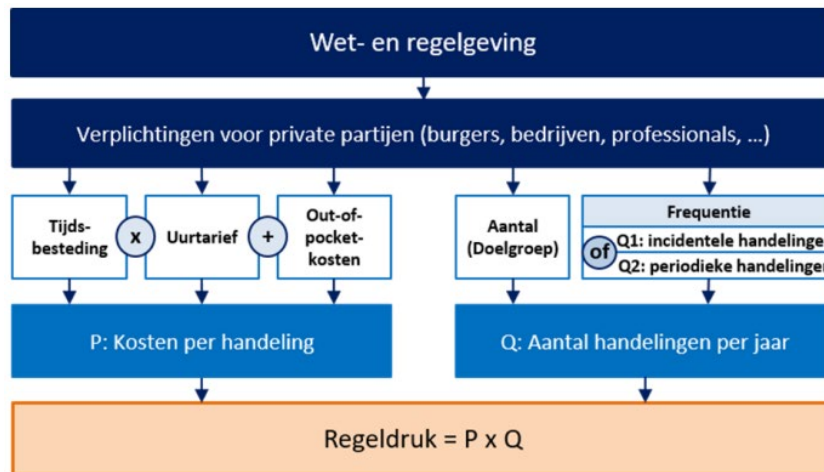 Wet- en regelgeving
Verplichtingen voor private partijen (burgers, bedrijven, professionals, ...)
Tijds-
besteding
x
Uurtarief
+
Out-of-
pocket-
kosten
Aantal
(Doelgroep)
Frequentie
of
Q1: incidentele handelinge
Q2: periodieke handelinger
P: Kosten per handeling
Q: Aantal handelingen per jaar
Regeldruk = P x Q